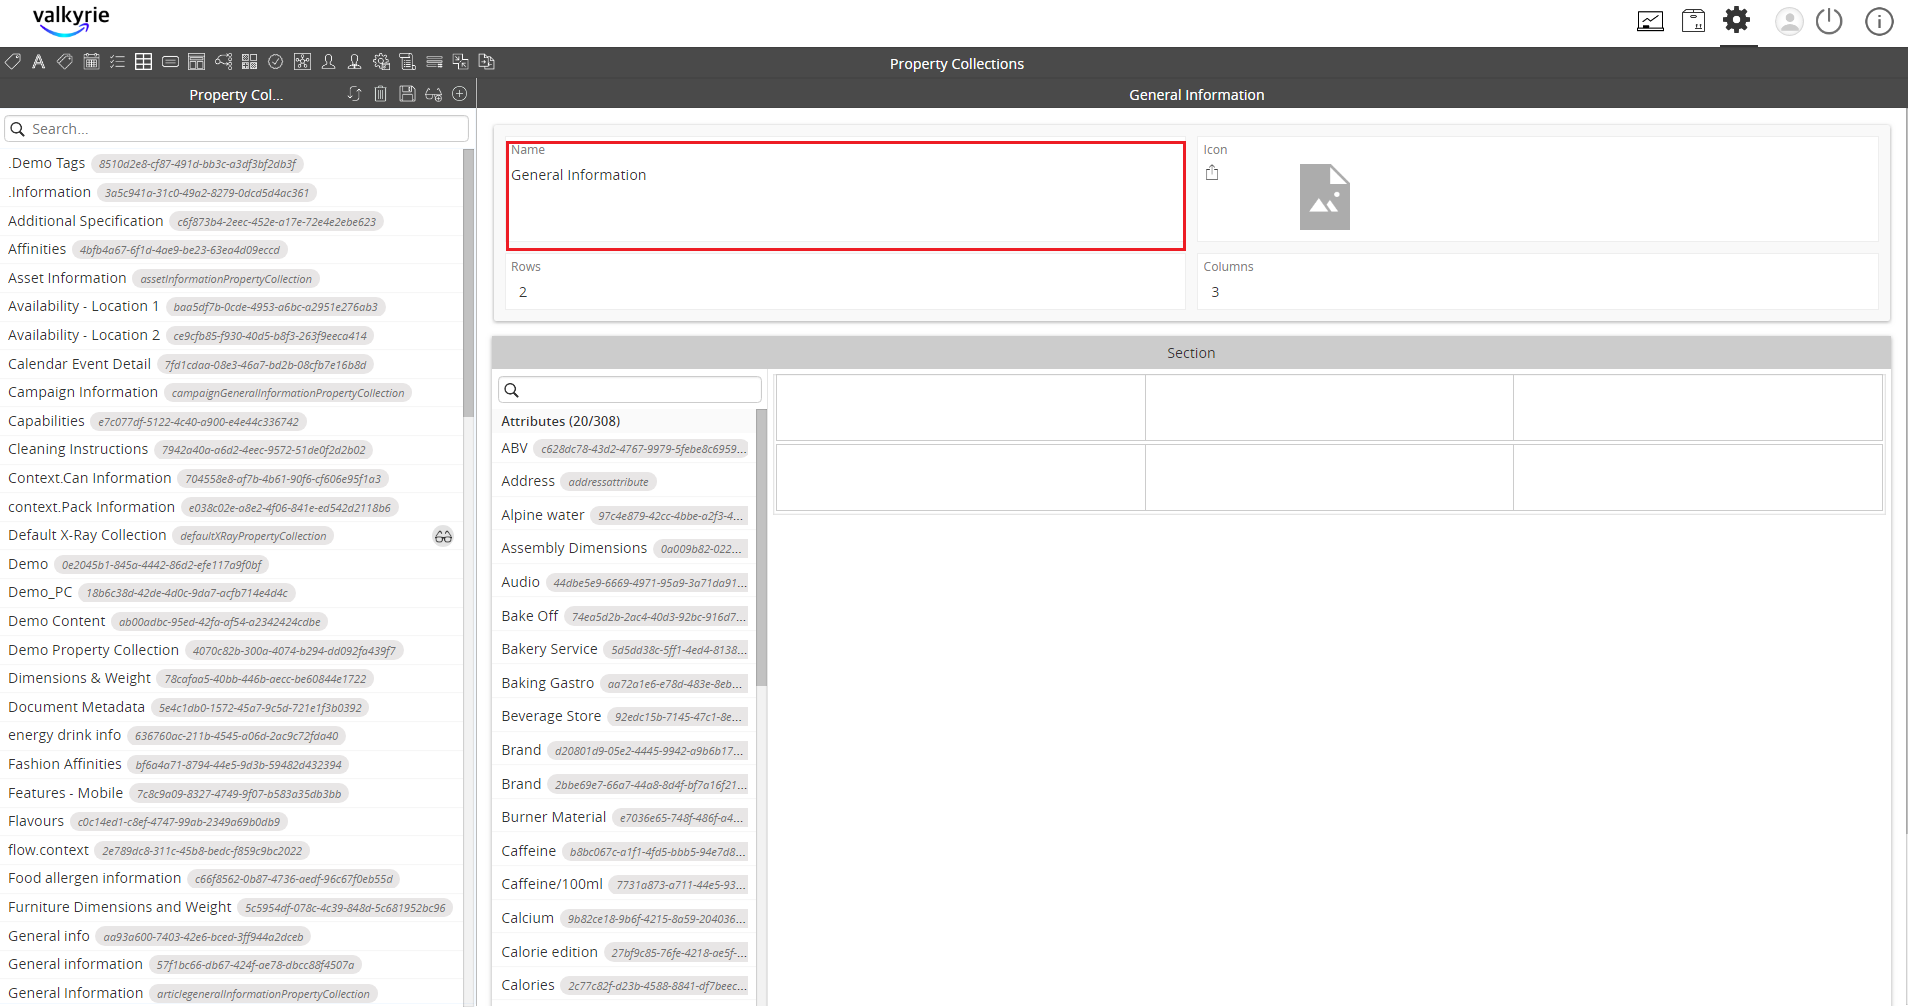 valkyrie
Property Collections
Property Col...
General Information
Search...
.Demo Tags 8510d2e8-cf87-491d-bb3c-a3df3bf2db3f
.Information 3a5c941a-31c0-49a2-8279-0dcd5d4ac361
Additional Specification c6f873b4-2eec-452e-a17e-72e4e2ebe623
Affinities 4bfb4a67-6f1d-4ae9-be23-63ea4d09eccd
Asset Information assetInformationPropertyCollection
Availability - Location 1 baa5df7b-0cde-4953-a6bc-a2951e276ab3
Availability - Location 2 ce9cfb85-f930-40d5-b8f3-263f9eeca414
Calendar Event Detail 7fd1cdaa-08e3-46a7-bd2b-08cfb7e16b8d
Campaign Information campaignGeneralInformationPropertyCollection
Capabilities e7c077df-5122-4c40-a900-e4e44c336742
Cleaning Instructions 7942a40a-a6d2-4eec-9572-51de0f2d2b02
Context.Can Information 704558e8-af7b-4b61-90f6-cf606e95f1a3
context.Pack Information e038c02e-a8e2-4f06-841e-ed542d2118b6
Default X-Ray Collection defaultXRayPropertyCollection
Demo 0e2045b1-845a-4442-86d2-efe117a9f0bf
Demo_PC 18b6c38d-42de-4d0c-9da7-acfb714e4d4c
Demo Content ab00adbc-95ed-42fa-af54-a2342424cdbe
Demo Property Collection 4070c82b-300a-4074-b294-dd092fa439f7
Dimensions & Weight 78cafaa5-40bb-446b-aecc-be60844e1722
Document Metadata 5e4c1db0-1572-45a7-9c5d-721e1f3b0392
energy drink info 636760ac-211b-4545-a06d-2ac9c72fda40
Fashion Affinities bf6a4a71-8794-44e5-9d3b-59482d432394
Features - Mobile 7c8c9a09-8327-4749-9f07-b583a35db3bb
Flavours c0c14ed1-c8ef-4747-99ab-2349a69b0db9
flow.context 2e789dc8-311c-45b8-bedc-f859c9bc2022
Food allergen information c66f8562-0b87-4736-aedf-96c67f0eb55d
Furniture Dimensions and Weight 5c5954df-078c-4c39-848d-5c681952bc96
General info aa93a600-7403-42e6-bced-3ff944a2dceb
General information 57f1bc66-db67-424f-ae78-dbcc88f4507a
General Information articlegeneralInformationPropertyCollection
Name
General Information
Icon
Rows
2
Columns
3
Section
Attributes (20/308)
ABV c628dc78-43d2-4767-9979-5febe8c6959...
Address addressattribute
Alpine water 97c4e879-42cc-4bbe-a2f3-4...
Assembly Dimensions 0a009b82-022...
Audio 44dbe5e9-6669-4971-95a9-3a71da91...
Bake Off 74ea5d2b-2ac4-40d3-92bc-916d7...
Bakery Service 5d5dd38c-5ff1-4ed4-8138...
Baking Gastro aa72a1e6-e78d-483e-8eb...
Beverage Store 92edc15b-7145-47c1-8e...
Brand d20801d9-05e2-4445-9942-a9b6b17...
Brand 2bbe69e7-66a7-44a8-8d4f-bf7a16f21...
Burner Material e7036e65-748f-486f-a4...
Caffeine b8bc067c-a1f1-4fd5-bbb5-94e7d8...
Caffeine/100ml 7731a873-a711-44e5-93...
Calcium 9b82ce18-9b6f-4215-8a59-204036...
Calorie edition 27bf9c85-76fe-4218-ae5f-...
Calories 2c77c82f-d23b-4588-8841-df7beec...